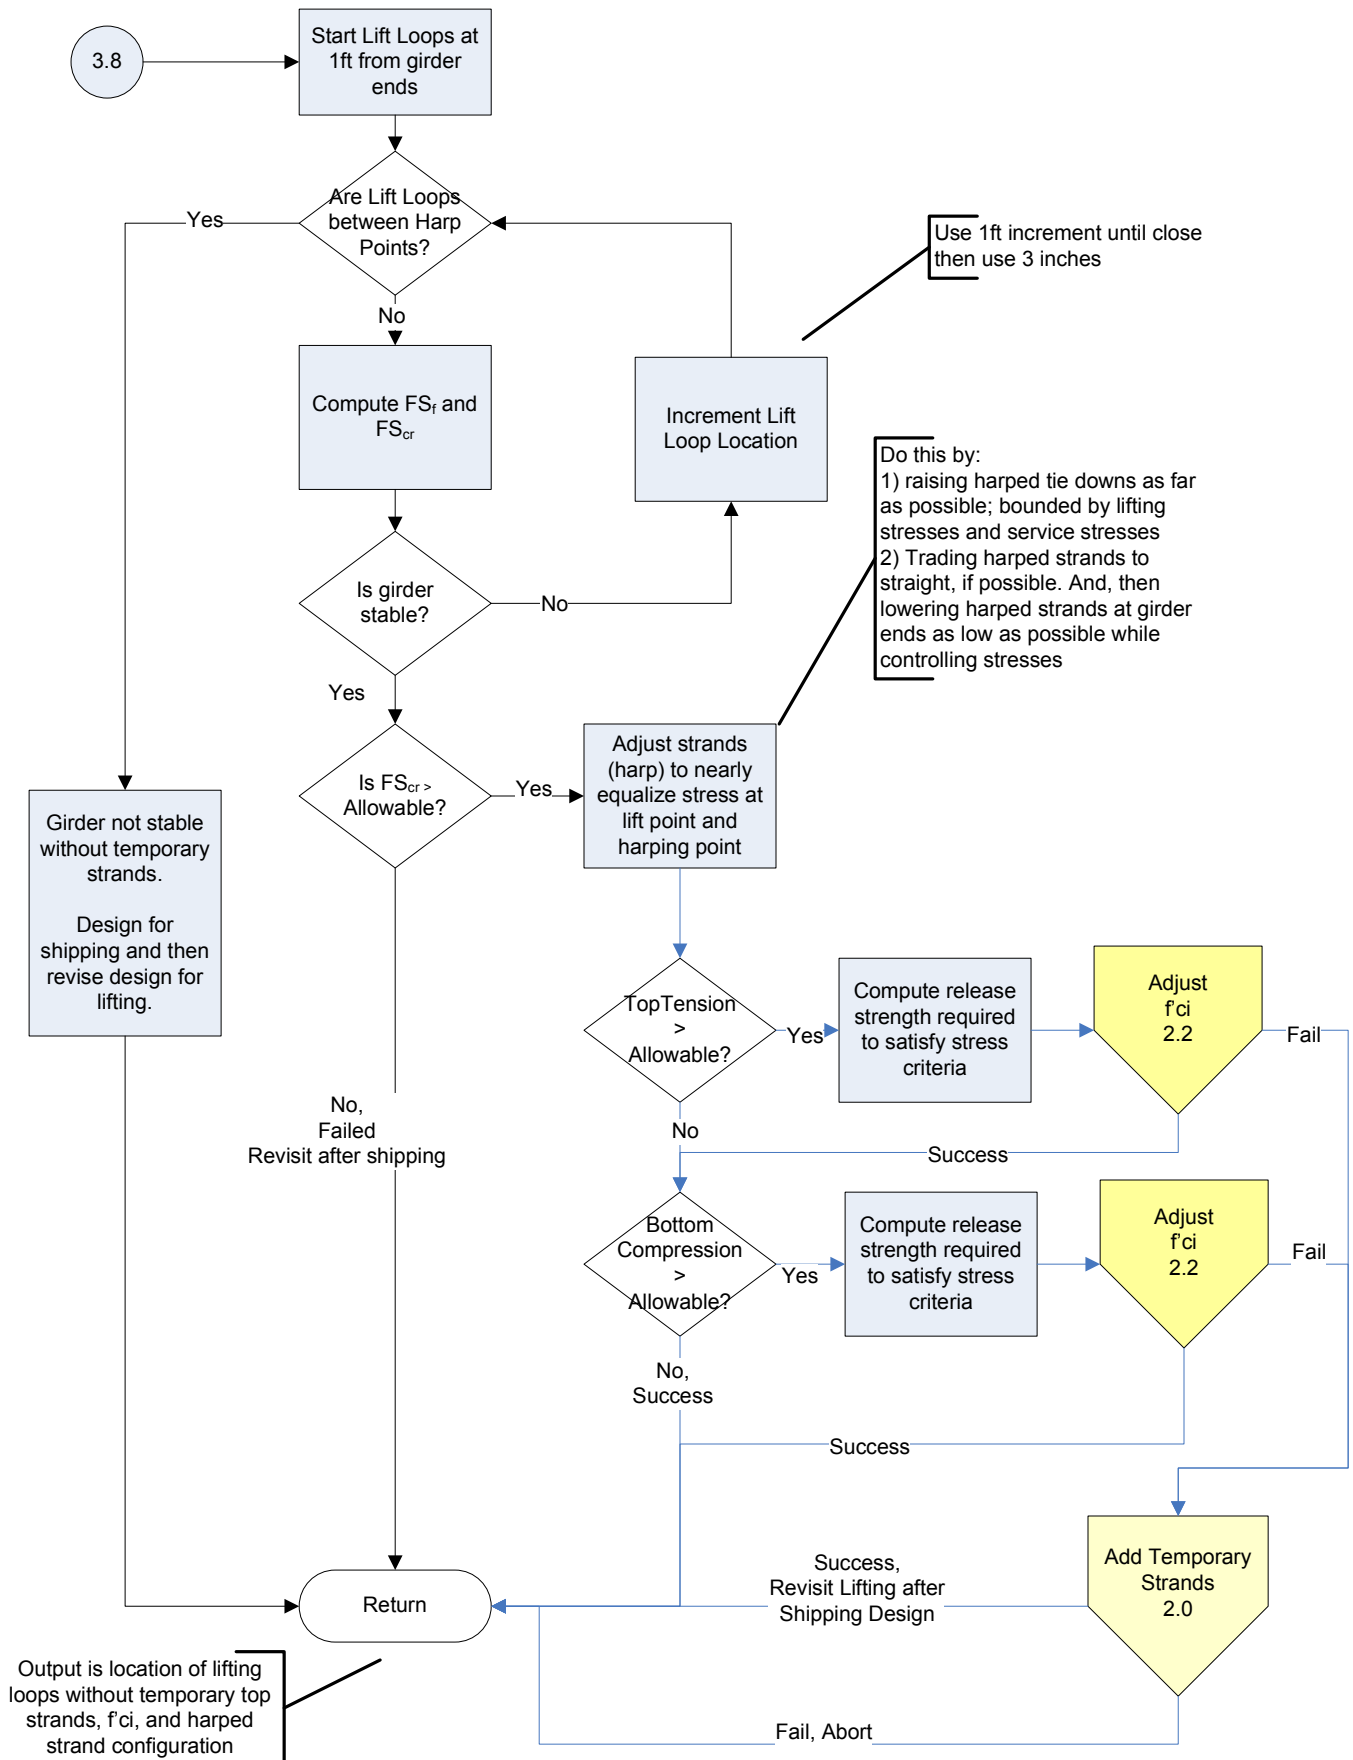 3.8
Start Lift Loops at
1ft from girder
ends
Are Lift Loops
between Harp
Points?
Yes
No
Use 1ft increment until close
then use 3 inches
Compute FSf and
FScr
Increment Lift
Loop Location
Do this by:
1) raising harped tie downs as far
as possible; bounded by lifting
stresses and service stresses
2) Trading harped strands to
straight, if possible. And, then
lowering harped strands at girder
ends as low as possible while
controlling stresses
Is girder
stable?
No
Yes
Is FScr >
Allowable?
Yes
Adjust strands
(harp) to nearly
equalize stress at
lift point and
harping point
Girder not stable
without temporary
strands.
Design for
shipping and then
revise design for
lifting.
No,
Failed
Revisit after shipping
TopTension
>
Allowable?
Yes
Compute release
strength required
to satisfy stress
criteria
Adjust
f'ci
2.2
Fail
No
Success
Bottom
Compression
>
Allowable?
Yes
Compute release
strength required
to satisfy stress
criteria
Adjust
f'ci
2.2
Fail
No,
Success
Success
Add Temporary
Strands
2.0
Success,
Revisit Lifting after
Shipping Design
Return
Fail, Abort
Output is location of lifting
loops without temporary top
strands, f'ci, and harped
strand configuration